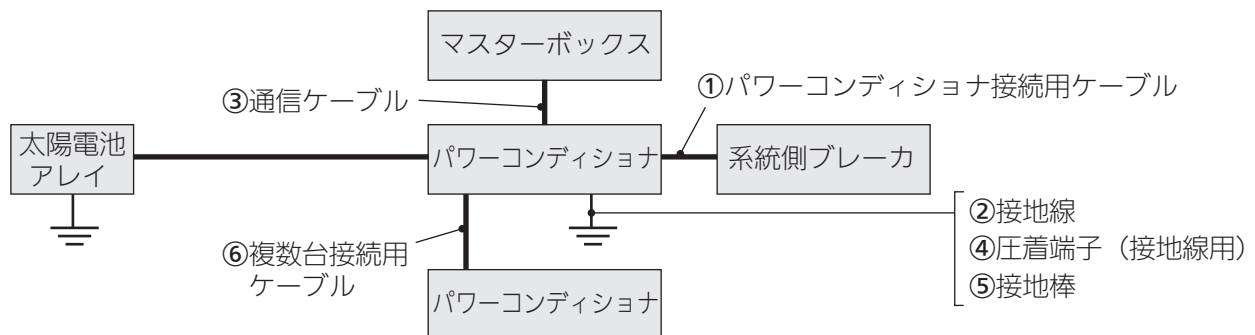 マスターボックス
①パワーコンディショナ接続用ケーブル
③通信ケーブル
太陽電池
アレイ
パワーコンディショナ
系統側ブレーカ
②接地線
④圧着端子（接地線用）
⑤接地棒
⑥複数台接続用
ケーブル
パワーコンディショナ